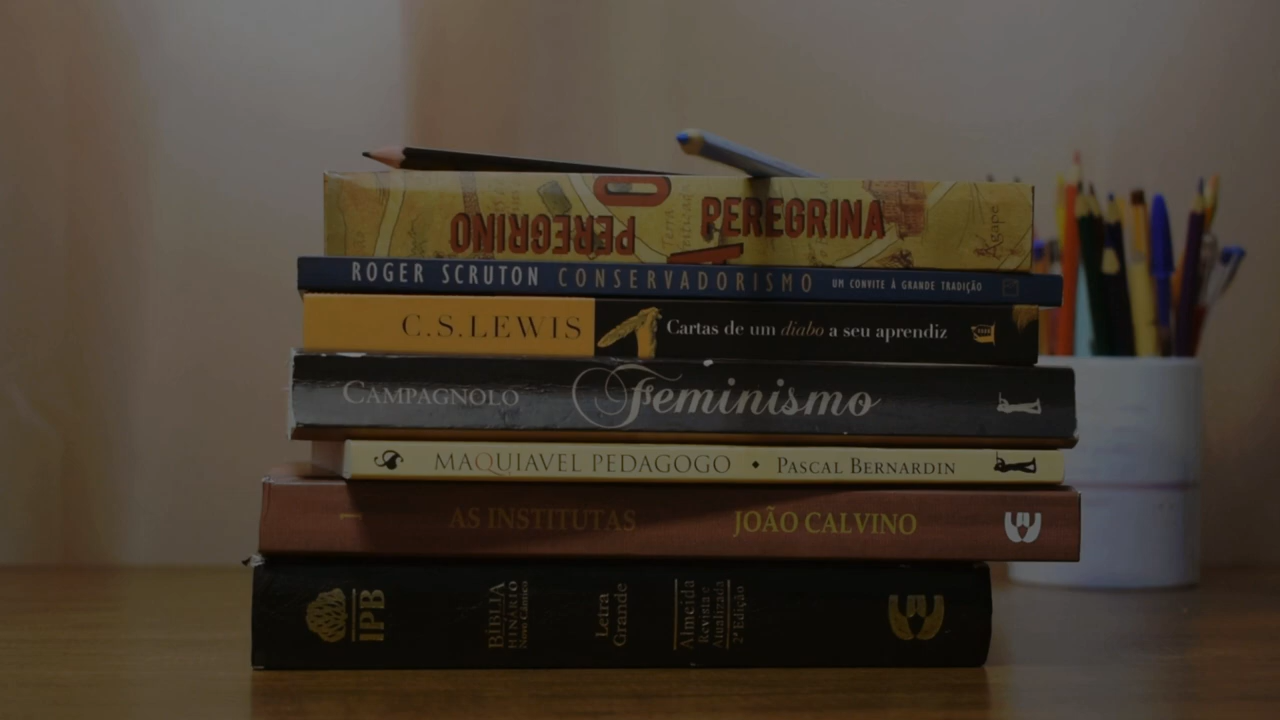 O
PEREGRINO
A
PEREGRINA
Ágape
ROGER SCRUTON CONSERVADORISMO UM CONVITE À GRANDE TRADIÇÃO
C.S.LEWIS Cartas de um diabo a seu aprendiz
CAMPAGNOLO Feminismo
MAQUIAVEL PEDAGOGO • PASCAL BERNARDIN
1 AS INSTITUTAS JOÃO CALVINO
IPB
BÍBLIA
HINÁRIO
Novo Cântico
Letra
Grande
Almeida
Revista e
Atualizada
2ª Edição